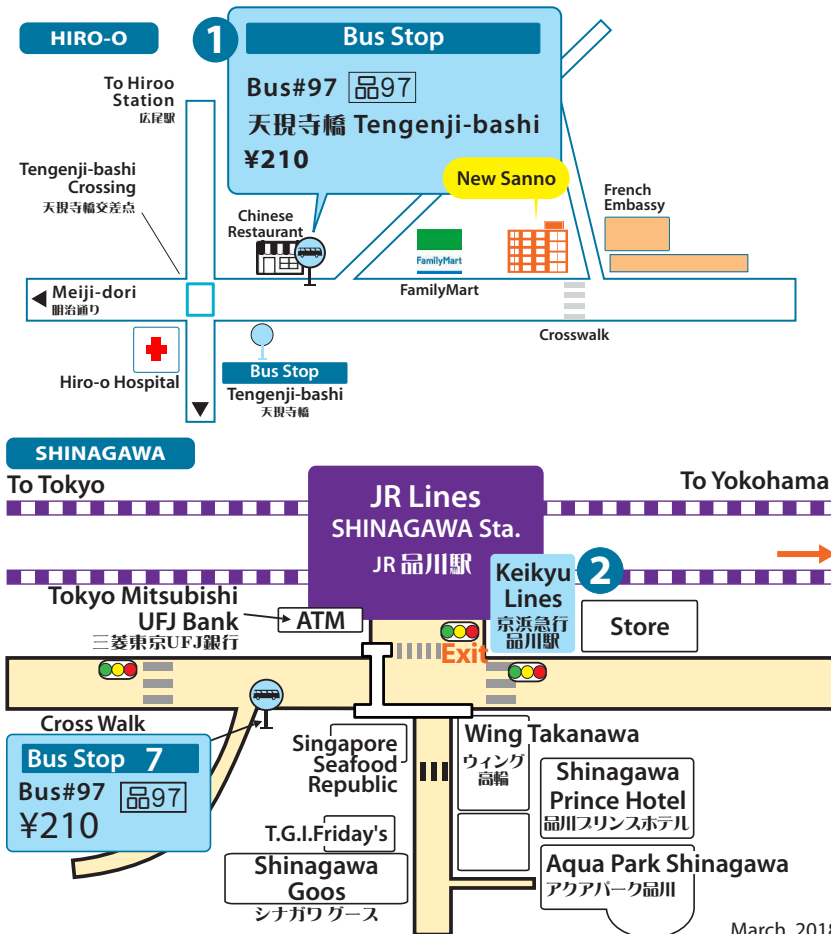 HIRO-O
1
Bus Stop
Bus#97 品97
天現寺橋 Tengenji-bashi
¥210
To Hiroo
Station
広尾駅
Tengenji-bashi
Crossing
天現寺橋交差点
Chinese
Restaurant
New Sanno
French
Embassy
FamilyMart
FamilyMart
Meiji-dori
明治通り
Crosswalk
Hiro-o Hospital
Bus Stop
Tengenji-bashi
天現寺橋
SHINAGAWA
To Tokyo
To Yokohama
JR Lines
SHINAGAWA Sta.
JR 品川駅
Keikyu
Lines
京浜急行
品川駅
2
Tokyo Mitsubishi
UFJ Bank
三菱東京UFJ銀行
ATM
Store
Exit
Cross Walk
Bus Stop 7
Bus#97 品97
¥210
Singapore
Seafood
Republic
Wing Takanawa
ウィング
高輪
Shinagawa
Prince Hotel
品川プリンスホテル
T.G.I.Friday's
Shinagawa
Goos
シナガワ グース
Aqua Park Shinagawa
アクアパーク品川
March, 2018